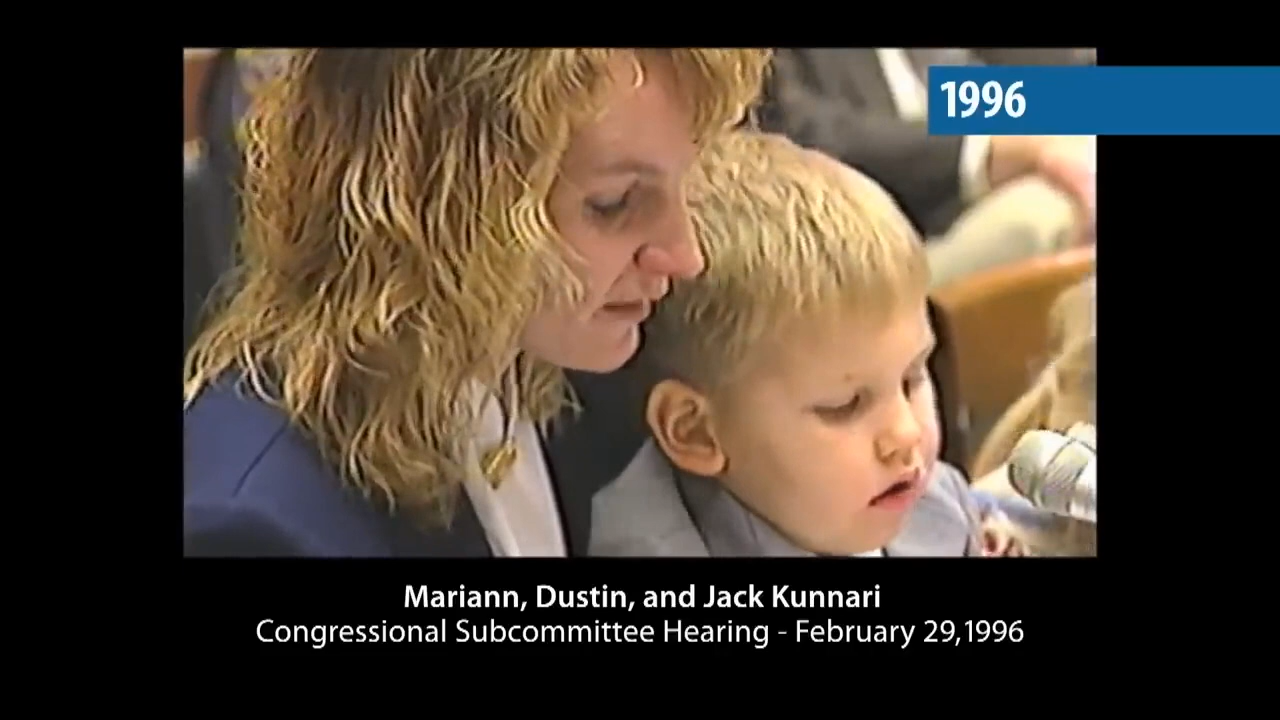 1996
Mariann, Dustin, and Jack Kunnari
Congressional Subcommittee Hearing - February 29,1996